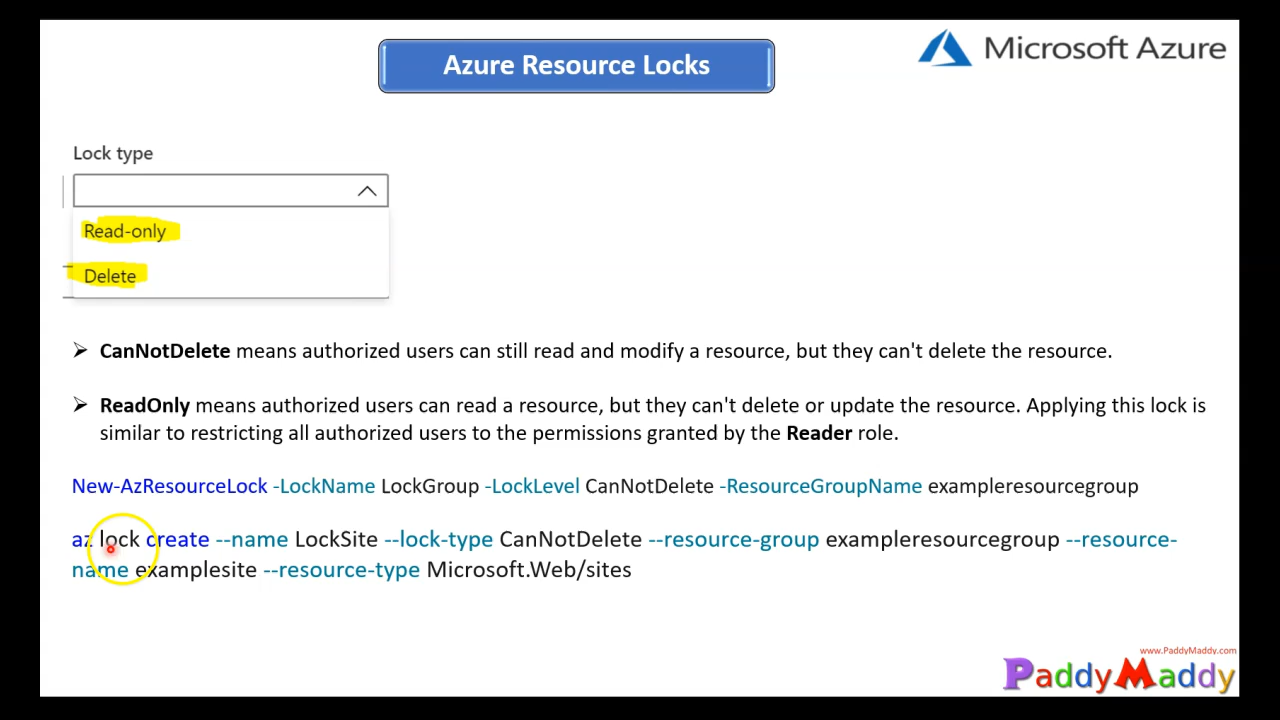 Azure Resource Locks
Microsoft Azure
Lock type
Read-only
Delete
CanNotDelete means authorized users can still read and modify a resource, but they can't delete the resource.
ReadOnly means authorized users can read a resource, but they can't delete or update the resource. Applying this lock is
similar to restricting all authorized users to the permissions granted by the Reader role.
New-AzResourceLock -LockName LockGroup -LockLevel CanNotDelete -ResourceGroupName exampleresourcegroup
az lock create --name LockSite --lock-type CanNotDelete --resource-group exampleresourcegroup --resource-
name examplesite --resource-type Microsoft.Web/sites
www.PaddyMaddy.com
PaddyMaddy